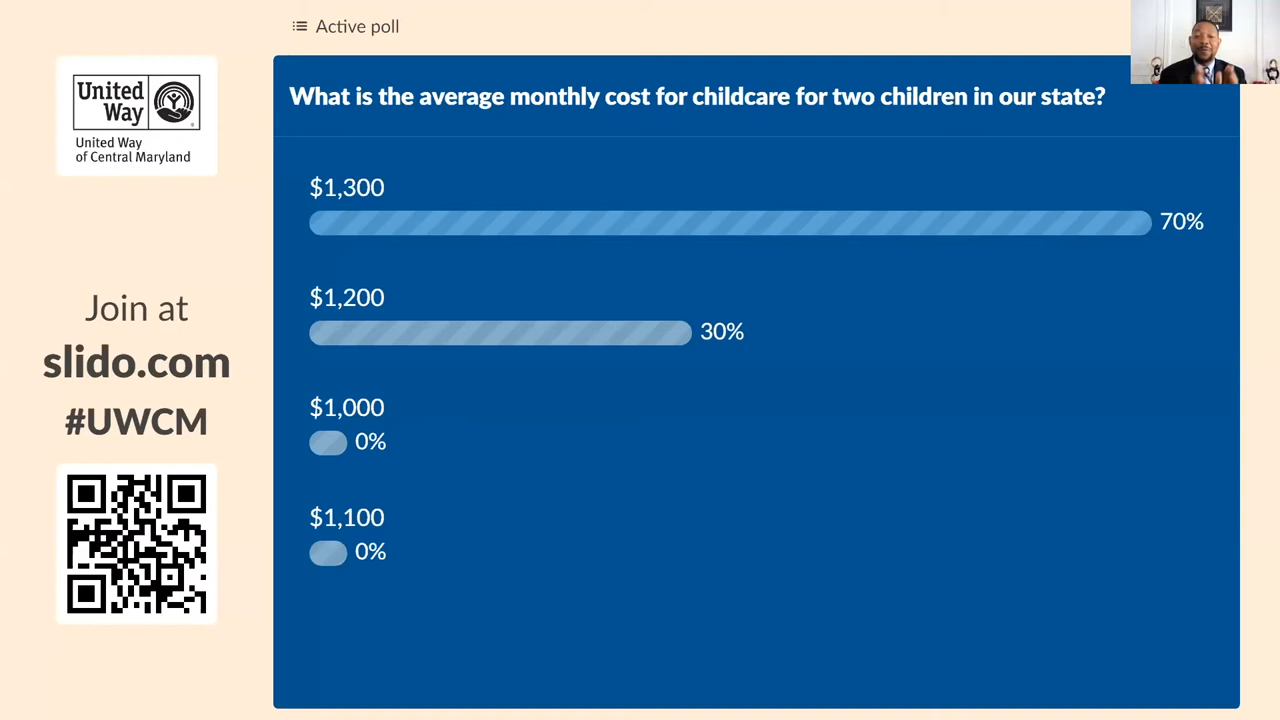 Active poll
United
Way
United Way
of Central Maryland
What is the average monthly cost for childcare for two children in our state?
$1,300
70%
$1,200
30%
$1,000
0%
$1,100
0%
Join at
slido.com
#UWCM